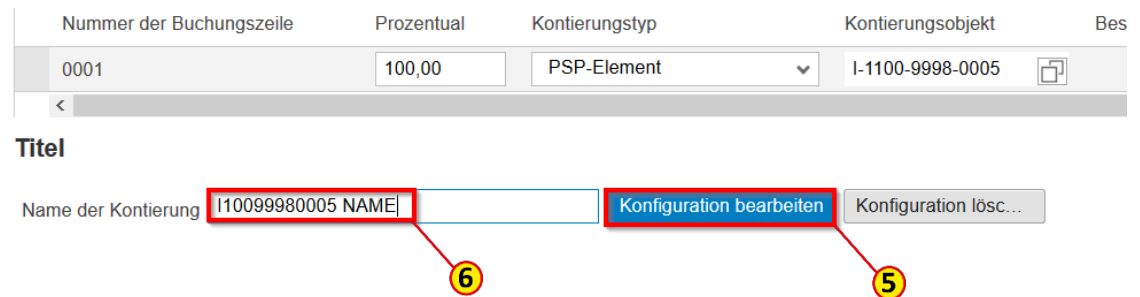 Nummer der Buchungszeile Prozentual Kontierungstyp Kontierungsobjekt Bes
0001 100,00 PSP-Element I-1100-9998-0005
Titel
Name der Kontierung I10099980005 NAME Konfiguration bearbeiten Konfiguration lösc...
6 5